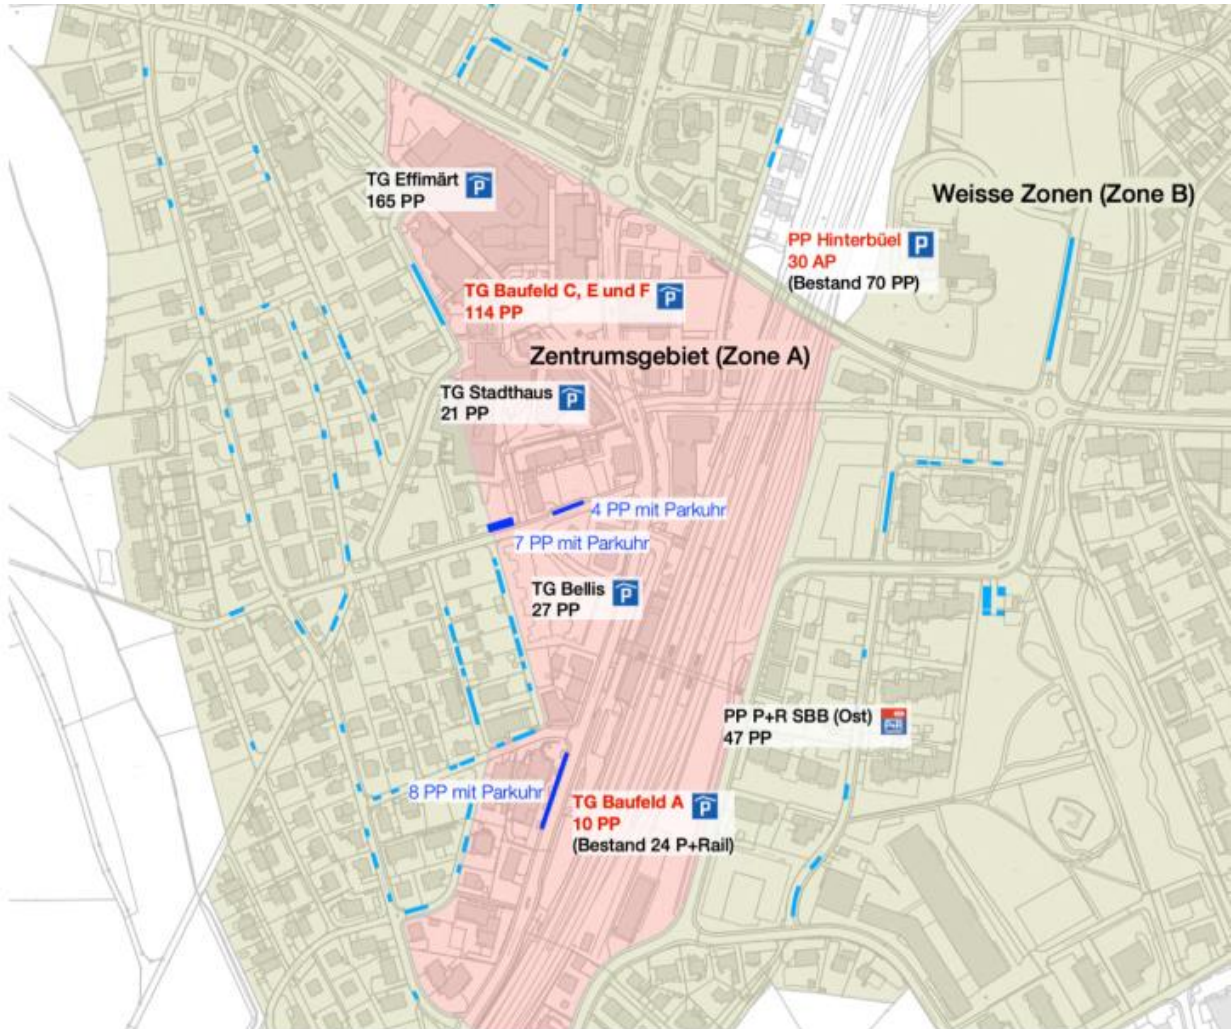 TG Effimärt
165 PP
Weisse Zonen (Zone B)
PP Hinterbüel
30 AP
(Bestand 70 PP)
TG Baufeld C, E und F
114 PP
Zentrumsgebiet (Zone A)
TG Stadthaus
21 PP
4 PP mit Parkuhr
7 PP mit Parkuhr
TG Bellis
27 PP
PP P+R SBB (Ost)
47 PP
8 PP mit Parkuhr
TG Baufeld A
10 PP
(Bestand 24 P+Rail)